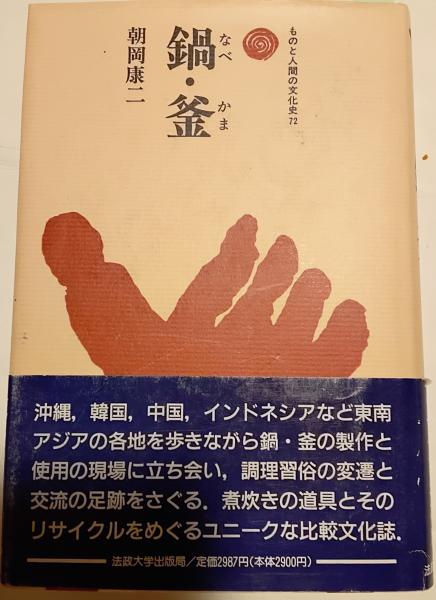 ものと人間の文化史 72
なべ かま
鍋・釜
朝岡康二
沖縄，韓国，中国，インドネシアなど東南
アジアの各地を歩きながら鍋・釜の製作と
使用の現場に立ち会い，調理習俗の変遷と
交流の足跡をさぐる．煮炊きの道具とその
リサイクルをめぐるユニークな比較文化誌．
法政大学出版局／定価2987円（本体2900円）